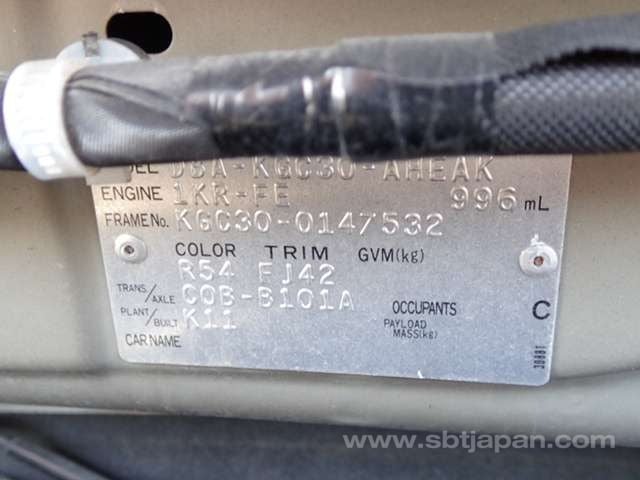 DBA-KGC30-AHEAK
ENGINE 1KR-FE 996 mL
FRAME No. KGC30-0147532
COLOR TRIM GVM(kg)
R54 FJ42
TRANS/AXLE C0B-B101A
OCCUPANTS C
PLANT/BUILT K11
PAYLOAD MASS(kg)
CAR NAME
www.sbtjapan.com